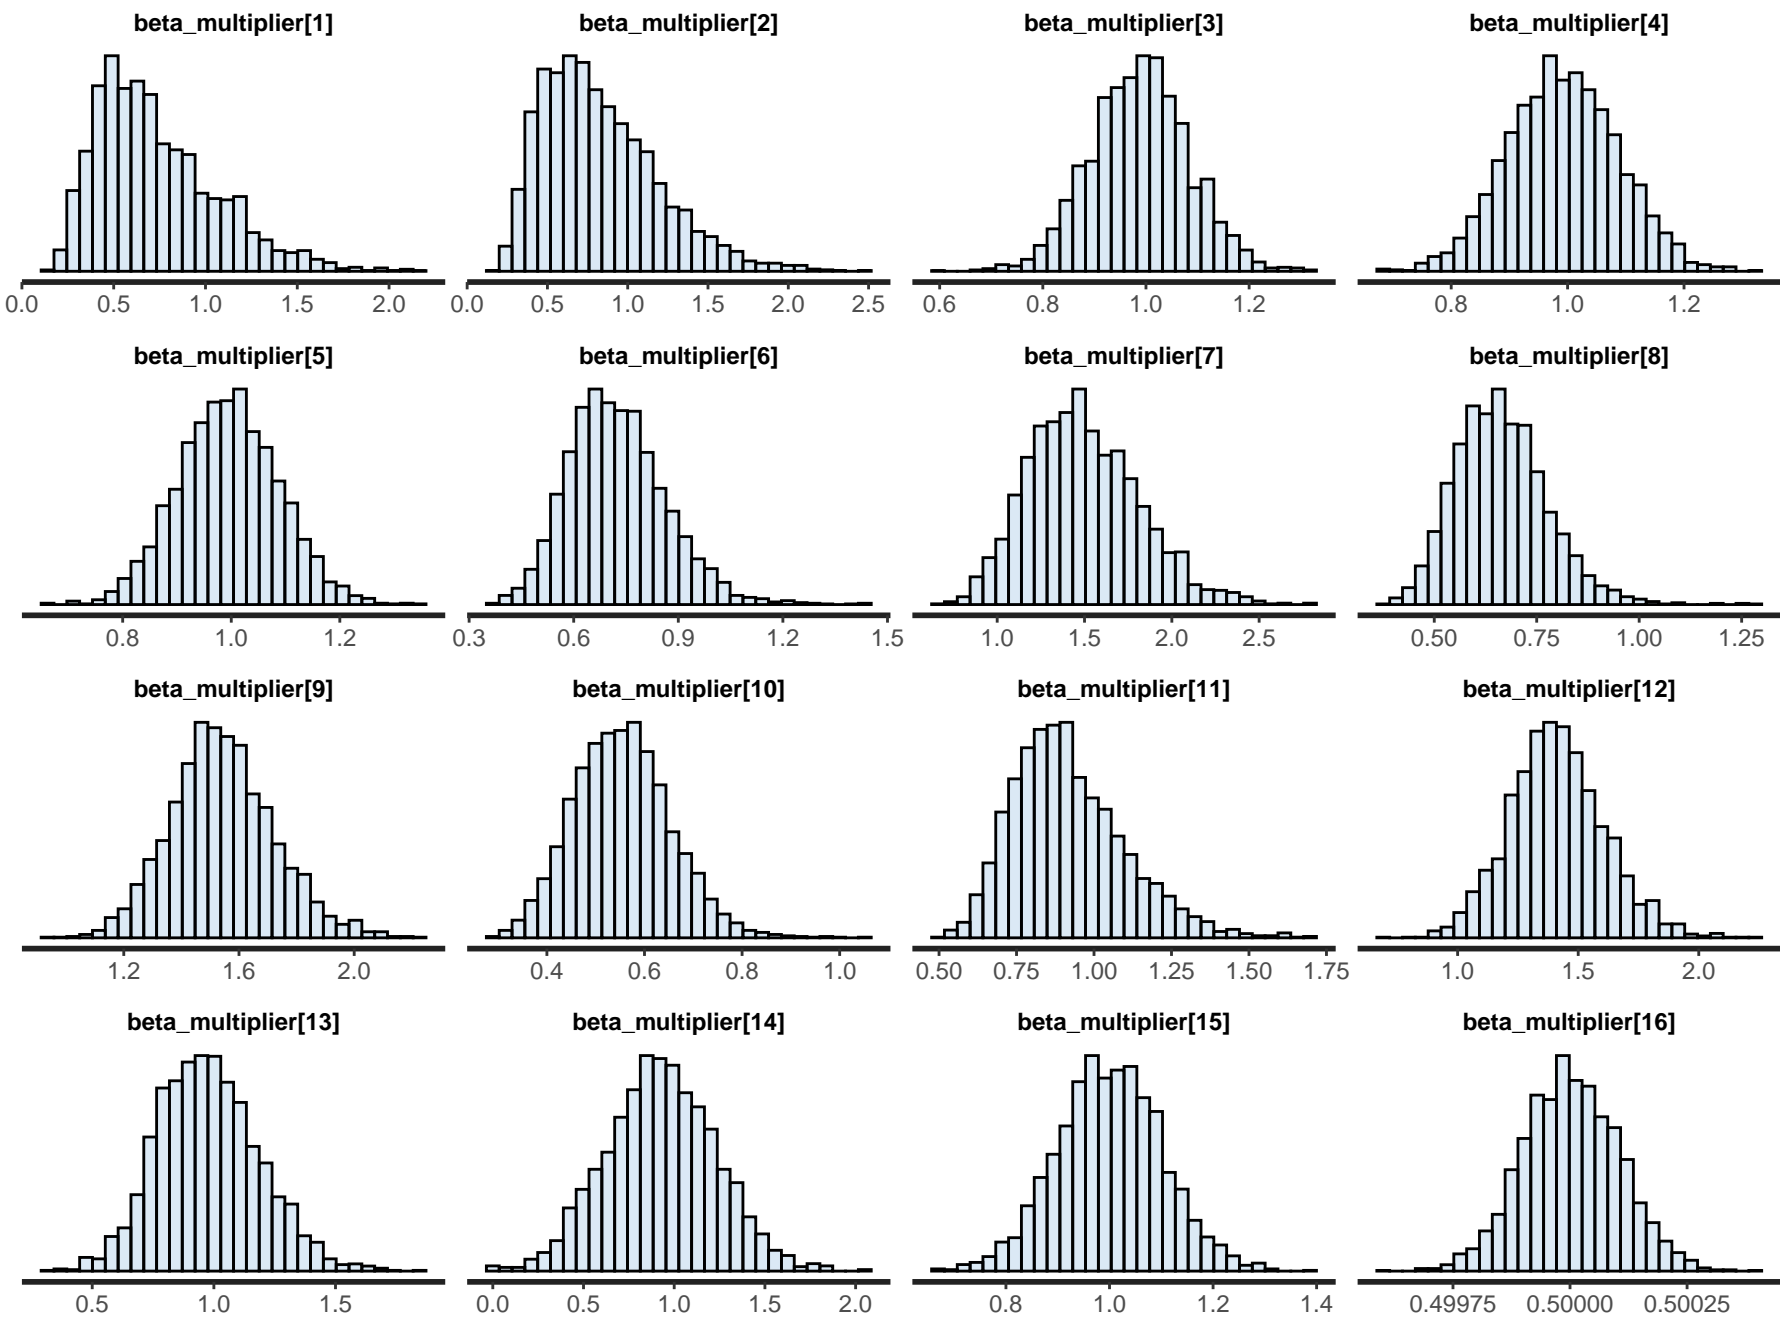 beta_multiplier[1] beta_multiplier[2] beta_multiplier[3] beta_multiplier[4]
0.0 0.5 1.0 1.5 2.0 0.0 0.5 1.0 1.5 2.0 2.5 0.6 0.8 1.0 1.2 0.8 1.0 1.2
beta_multiplier[5] beta_multiplier[6] beta_multiplier[7] beta_multiplier[8]
0.8 1.0 1.2 0.3 0.6 0.9 1.2 1.5 1.0 1.5 2.0 2.5 0.50 0.75 1.00 1.25
beta_multiplier[9] beta_multiplier[10] beta_multiplier[11] beta_multiplier[12]
1.2 1.6 2.0 0.4 0.6 0.8 1.0 0.50 0.75 1.00 1.25 1.50 1.75 1.0 1.5 2.0
beta_multiplier[13] beta_multiplier[14] beta_multiplier[15] beta_multiplier[16]
0.5 1.0 1.5 0.0 0.5 1.0 1.5 2.0 0.8 1.0 1.2 1.4 0.49975 0.50000 0.50025